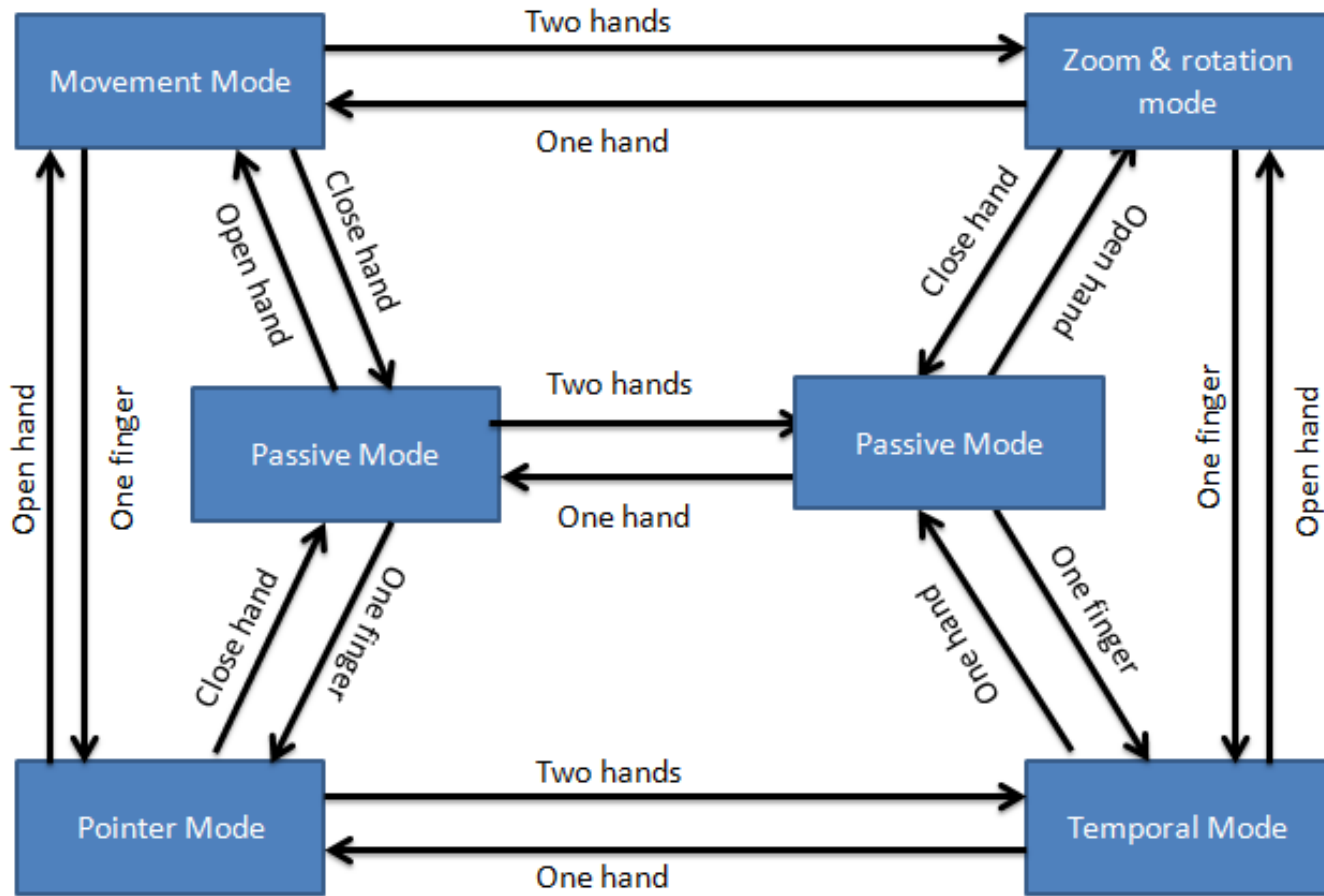 Two hands
Movement Mode
Zoom & rotation
mode
One hand
Close hand
Open hand
Close hand
Open hand
Open hand
One finger
Two hands
Passive Mode
Passive Mode
One hand
One finger
Open hand
Close hand
One finger
One hand
One finger
Two hands
Pointer Mode
Temporal Mode
One hand